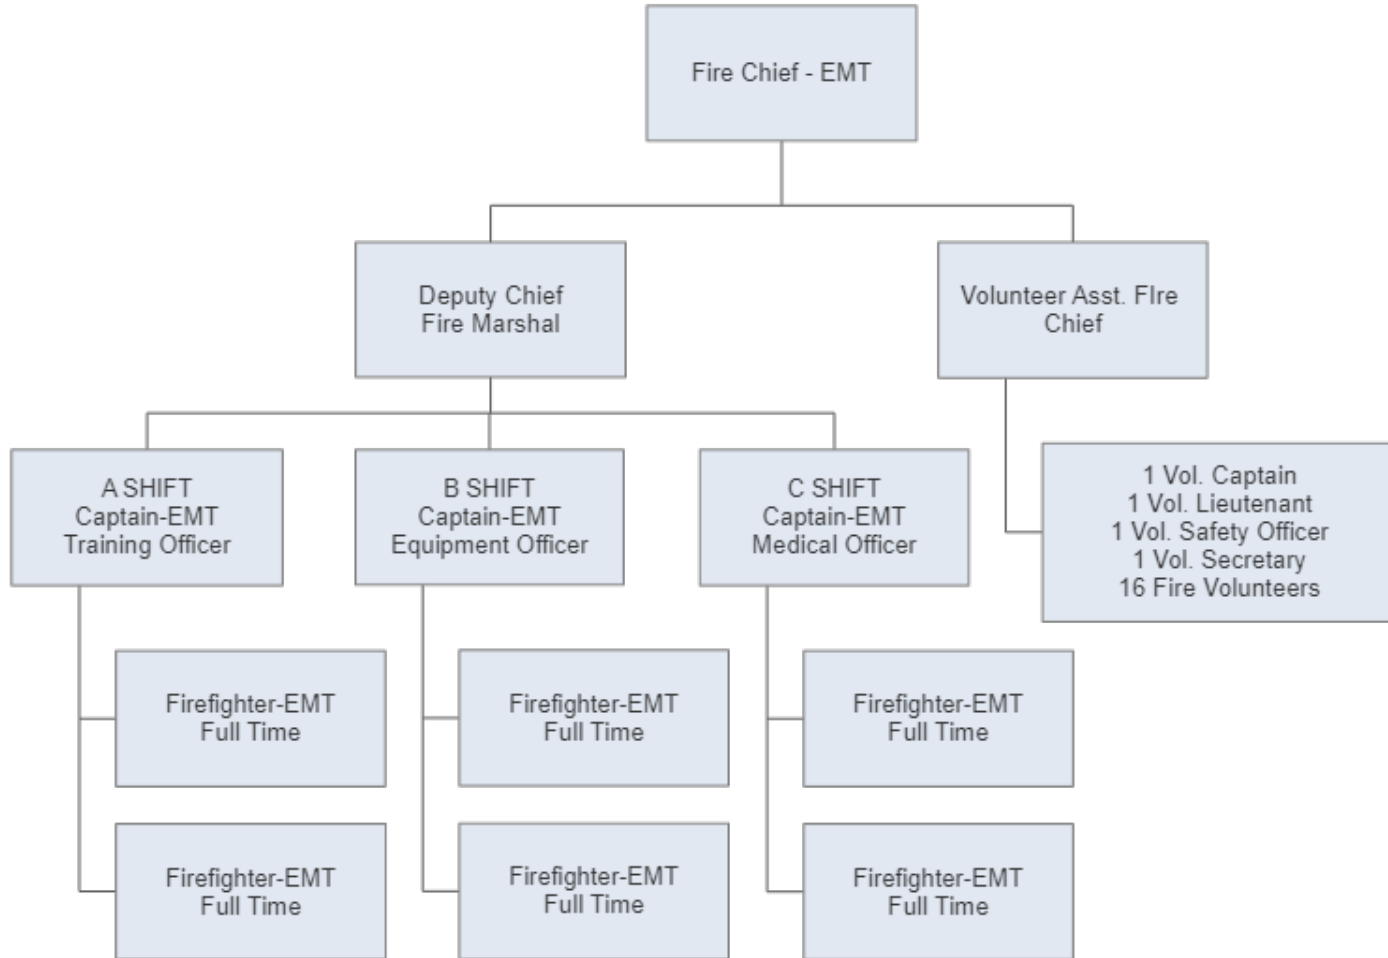 Fire Chief - EMT
Deputy Chief
Fire Marshal
Volunteer Asst. FIre
Chief
A SHIFT
Captain-EMT
Training Officer
B SHIFT
Captain-EMT
Equipment Officer
C SHIFT
Captain-EMT
Medical Officer
1 Vol. Captain
1 Vol. Lieutenant
1 Vol. Safety Officer
1 Vol. Secretary
16 Fire Volunteers
Firefighter-EMT
Full Time
Firefighter-EMT
Full Time
Firefighter-EMT
Full Time
Firefighter-EMT
Full Time
Firefighter-EMT
Full Time
Firefighter-EMT
Full Time